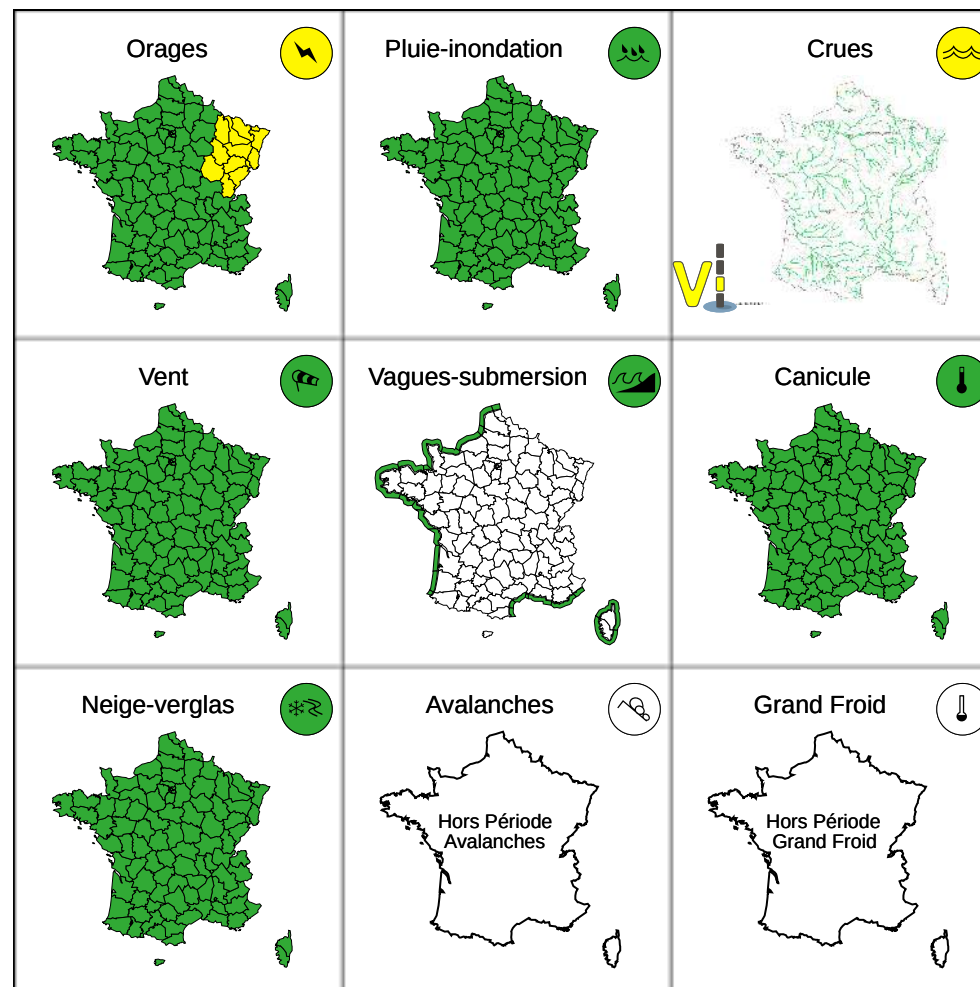 Orages
Pluie-inondation
Crues
Vi
Vent
Vagues-submersion
Canicule
Neige-verglas
Avalanches
Grand Froid
Hors Période
Avalanches
Hors Période
Grand Froid